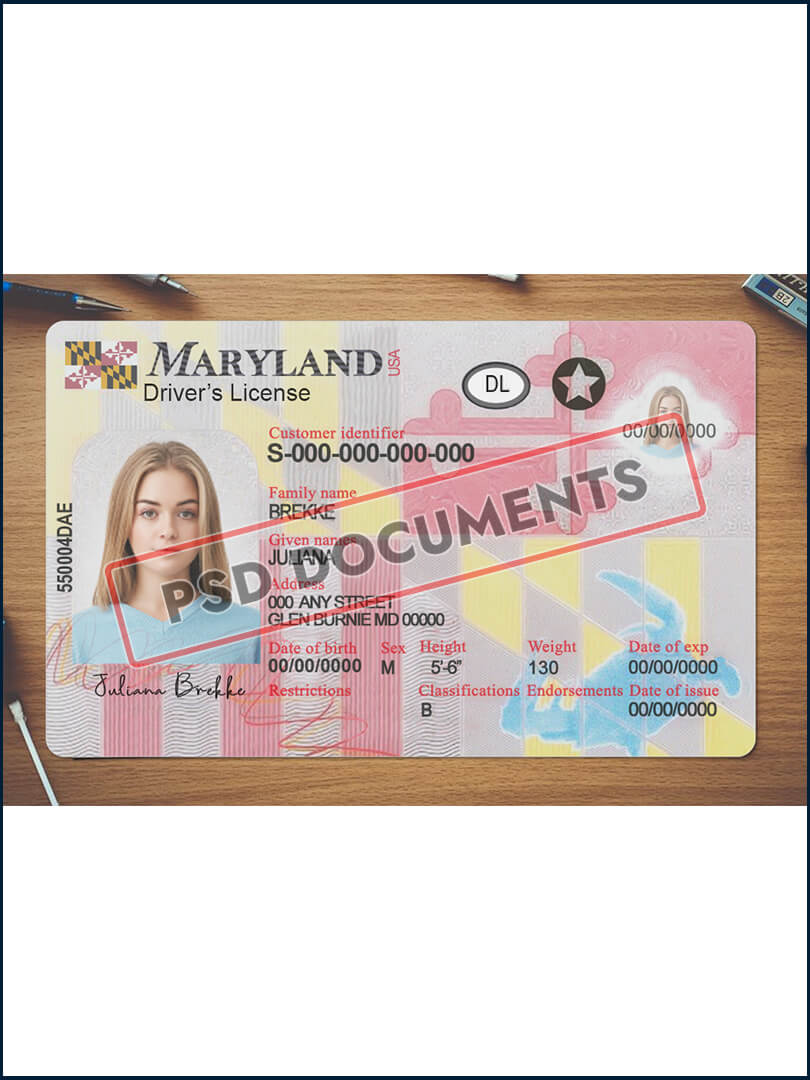 2B
MARYLAND USA
Driver's License
DL
Customer identifier
S-000-000-000-000
00/00/0000
Family name
BREKKE
Given names
JULIANA
Address
000 ANY STREET
GLEN BURNIE MD 00000
550004DAE
PSD DOCUMENTS
Date of birth Sex Height Weight Date of exp
00/00/0000 M 5'-6" 130 00/00/0000
Juliana Brekke
Restrictions Classifications Endorsements Date of issue
B 00/00/0000